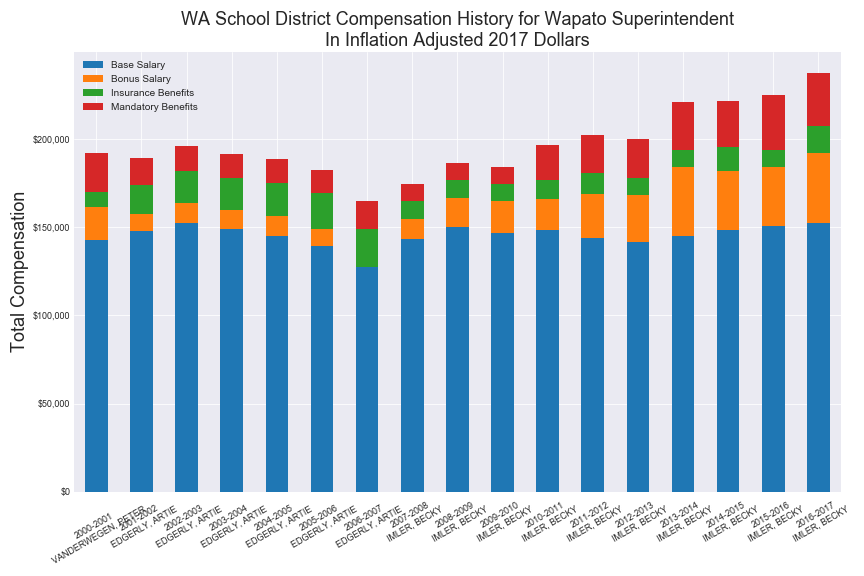 WA School District Compensation History for Wapato Superintendent
In Inflation Adjusted 2017 Dollars
Base Salary
Bonus Salary
Insurance Benefits
Mandatory Benefits
Total Compensation
$200,000
$150,000
$100,000
$50,000
$0
2000-2001
VANDERWEGEN, PETER
2001-2002
EDGERLY, ARTIE
2002-2003
EDGERLY, ARTIE
2003-2004
EDGERLY, ARTIE
2004-2005
EDGERLY, ARTIE
2005-2006
EDGERLY, ARTIE
2006-2007
EDGERLY, ARTIE
2007-2008
IMLER, BECKY
2008-2009
IMLER, BECKY
2009-2010
IMLER, BECKY
2010-2011
IMLER, BECKY
2011-2012
IMLER, BECKY
2012-2013
IMLER, BECKY
2013-2014
IMLER, BECKY
2014-2015
IMLER, BECKY
2015-2016
IMLER, BECKY
2016-2017
IMLER, BECKY